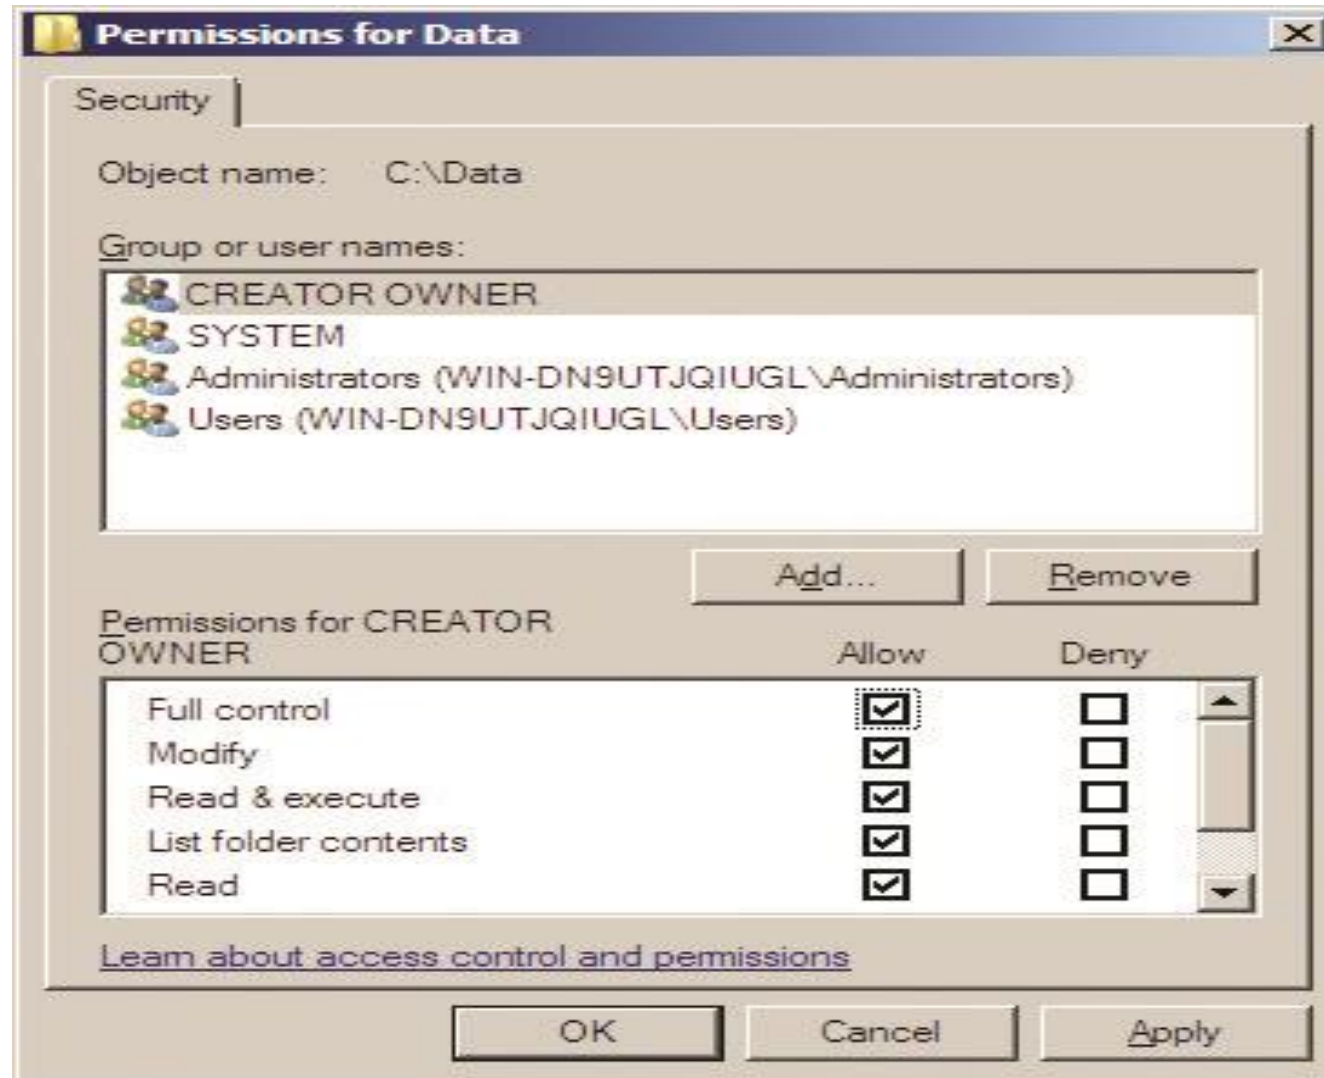 Permissions for Data
Security
Object name: C:\Data
Group or user names:
CREATOR OWNER
SYSTEM
Administrators (WIN-DN9UTJQIUGL\Administrators)
Users (WIN-DN9UTJQIUGL\Users)
Add... Remove
Permissions for CREATOR
OWNER Allow Deny
Full control
Modify
Read & execute
List folder contents
Read
Learn about access control and permissions
OK Cancel Apply